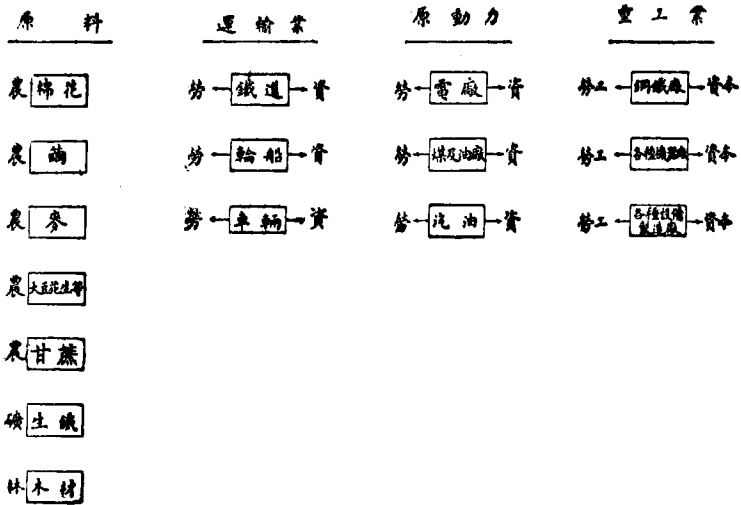 原料 運輸業 原動力 重工業
農 棉花 勞 鐵道 資 勞 電廠 資 勞工 鋼鐵廠 資本
農 繭 勞 輪船 資 勞 煤及油廠 資 勞工 各種機器廠 資本
農 麥 勞 車輛 資 勞 汽油 資 勞工 各種設備製造廠 資本
農 大豆花生等
農 甘蔗
礦 生鐵
林 木材